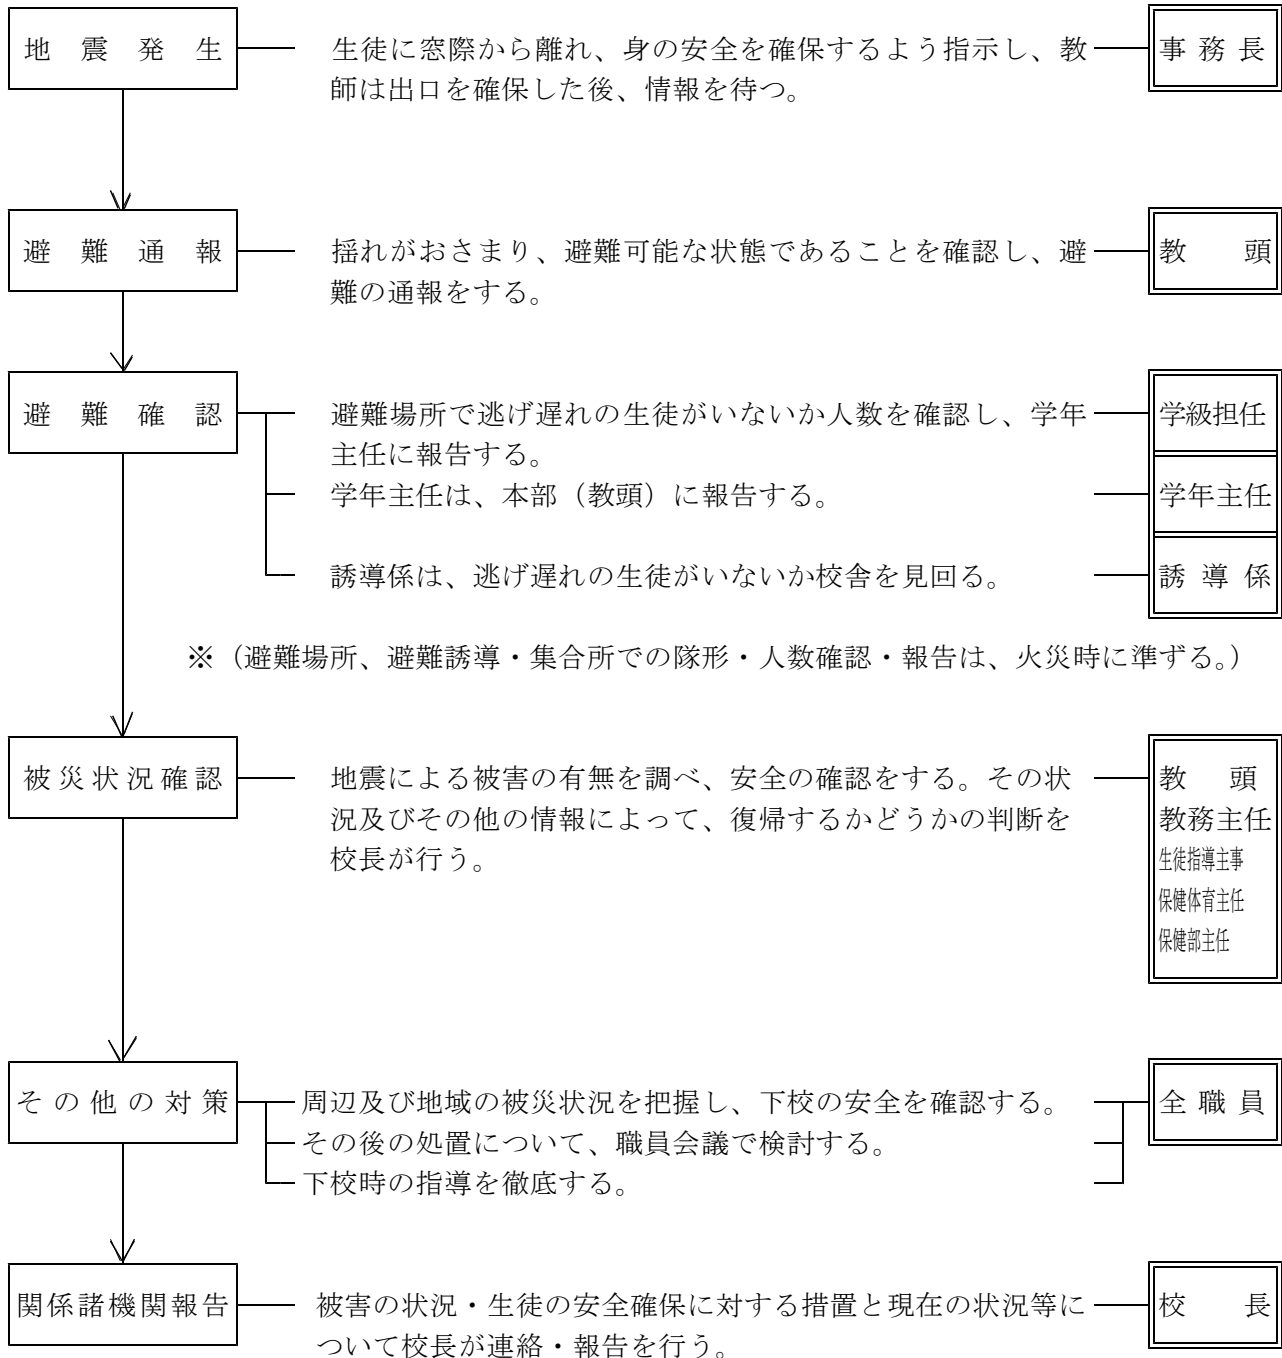 地震発生
生徒に窓際から離れ、身の安全を確保するよう指示し、教
師は出口を確保した後、情報を待つ。
事務長
避難通報
揺れがおさまり、避難可能な状態であることを確認し、避
難の通報をする。
教頭
避難確認
避難場所で逃げ遅れの生徒がいないか人数を確認し、学年
主任に報告する。
学級担任
学年主任は、本部（教頭）に報告する。
学年主任
誘導係は、逃げ遅れの生徒がいないか校舎を見回る。
誘導係
※（避難場所、避難誘導・集合所での隊形・人数確認・報告は、火災時に準ずる。）
被災状況確認
地震による被害の有無を調べ、安全の確認をする。その状
況及びその他の情報によって、復帰するかどうかの判断を
校長が行う。
教頭
教務主任
生徒指導主事
保健体育主任
保健部主任
その他の対策
周辺及び地域の被災状況を把握し、下校の安全を確認する。
その後の処置について、職員会議で検討する。
下校時の指導を徹底する。
全職員
関係諸機関報告
被害の状況・生徒の安全確保に対する措置と現在の状況等に
ついて校長が連絡・報告を行う。
校長